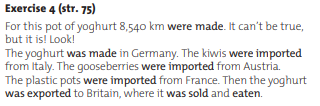 Exercise 4 (str. 75)
For this pot of yoghurt 8,540 km were made. It can't be true,
but it is! Look!
The yoghurt was made in Germany. The kiwis were imported
from Italy. The gooseberries were imported from Austria.
The plastic pots were imported from France. Then the yoghurt
was exported to Britain, where it was sold and eaten.